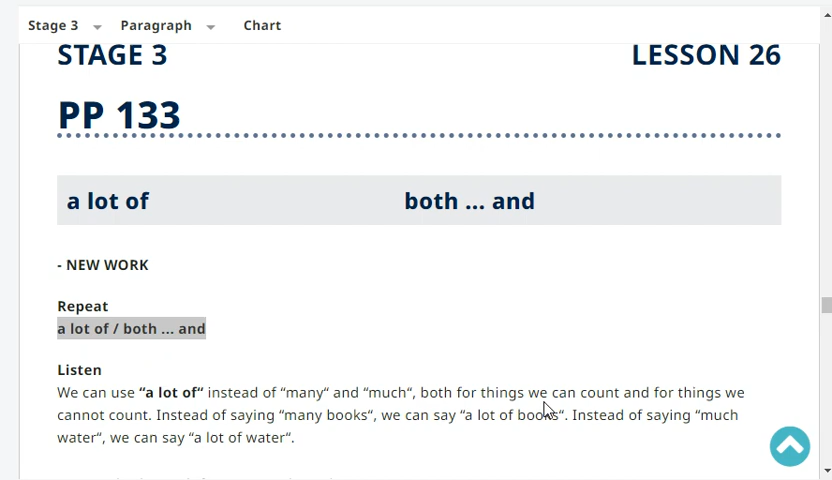 Stage 3 Paragraph Chart
STAGE 3 LESSON 26
PP 133
a lot of both ... and
- NEW WORK
Repeat
a lot of / both ... and
Listen
We can use “a lot of“ instead of “many“ and “much“, both for things we can count and for things we
cannot count. Instead of saying “many books“, we can say “a lot of books“. Instead of saying “much
water“, we can say “a lot of water“.